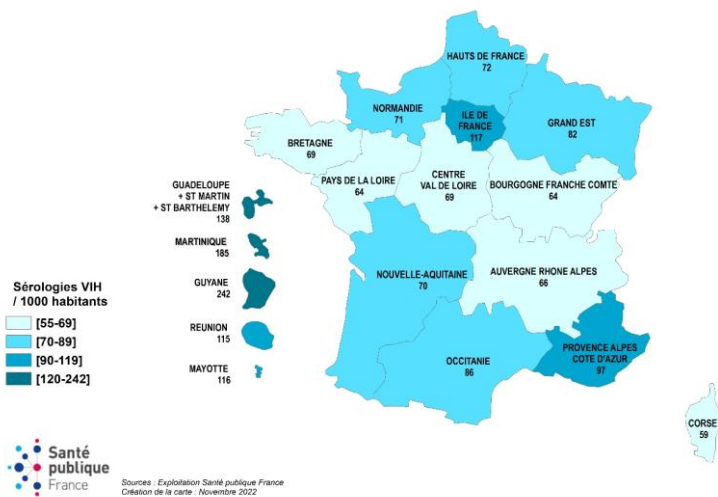 HAUTS DE FRANCE
72
NORMANDIE
71
ILE DE
FRANCE
117
GRAND EST
82
BRETAGNE
69
PAYS DE LA LOIRE
64
CENTRE
VAL DE LOIRE
69
BOURGOGNE FRANCHE COMTE
64
GUADELOUPE
+ ST MARTIN
+ ST BARTHELEMY
138
MARTINIQUE
185
GUYANE
242
REUNION
115
MAYOTTE
116
NOUVELLE-AQUITAINE
70
AUVERGNE RHONE ALPES
66
OCCITANIE
86
PROVENCE ALPES
COTE D'AZUR
97
CORSE
59
Sérologies VIH
/ 1000 habitants
[55-69]
[70-89]
[90-119]
[120-242]
Santé
publique
France
Sources : Exploitation Santé publique France
Création de la carte : Novembre 2022